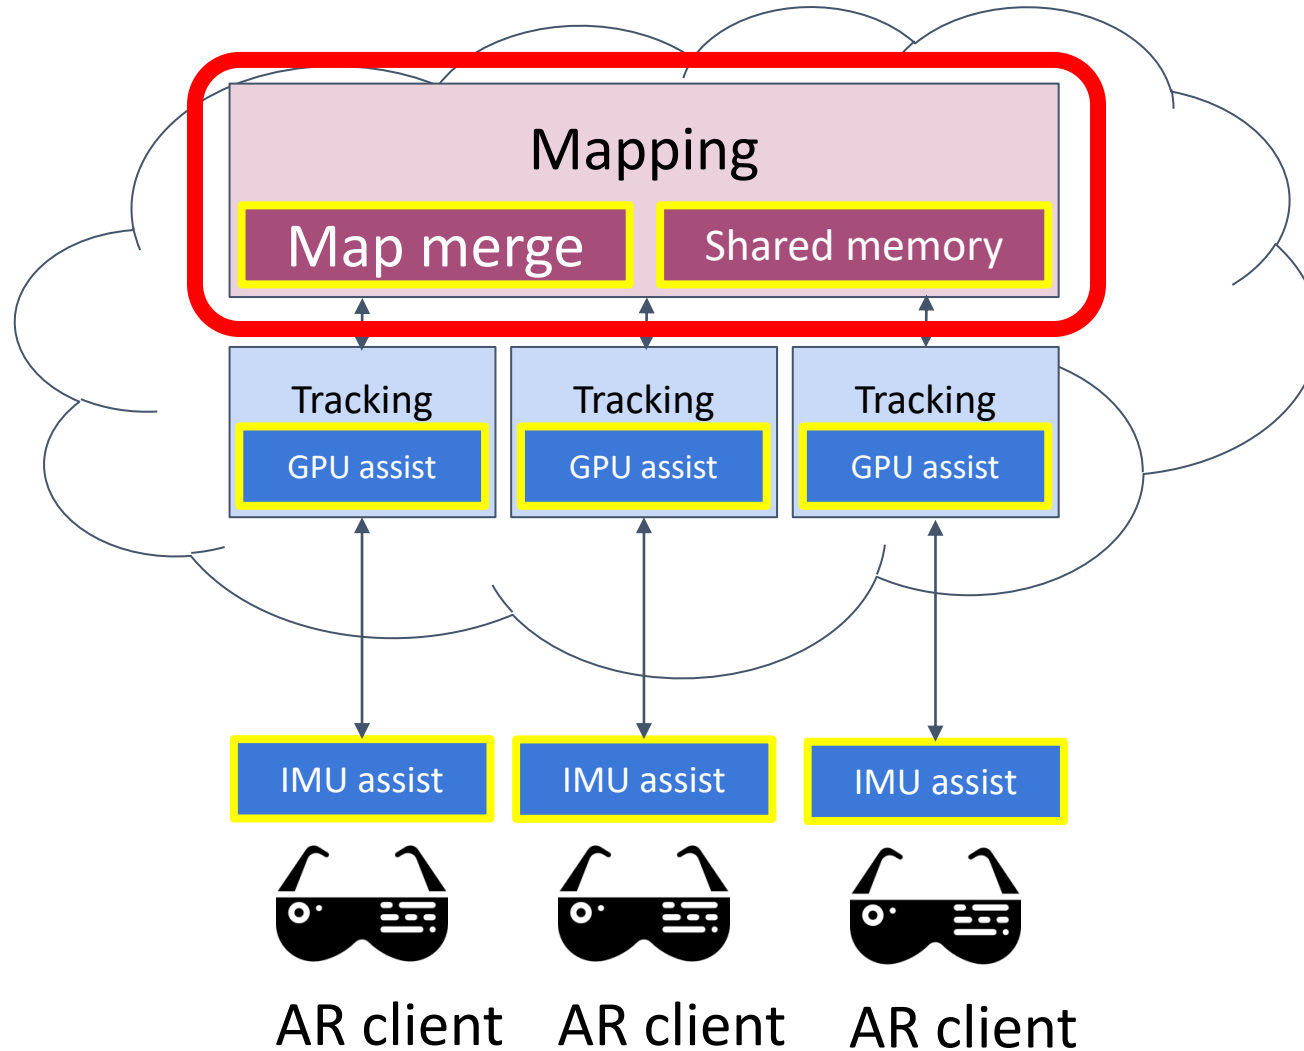 Mapping
Map merge
Shared memory
Tracking
Tracking
Tracking
GPU assist
GPU assist
GPU assist
IMU assist
IMU assist
IMU assist
AR client
AR client
AR client